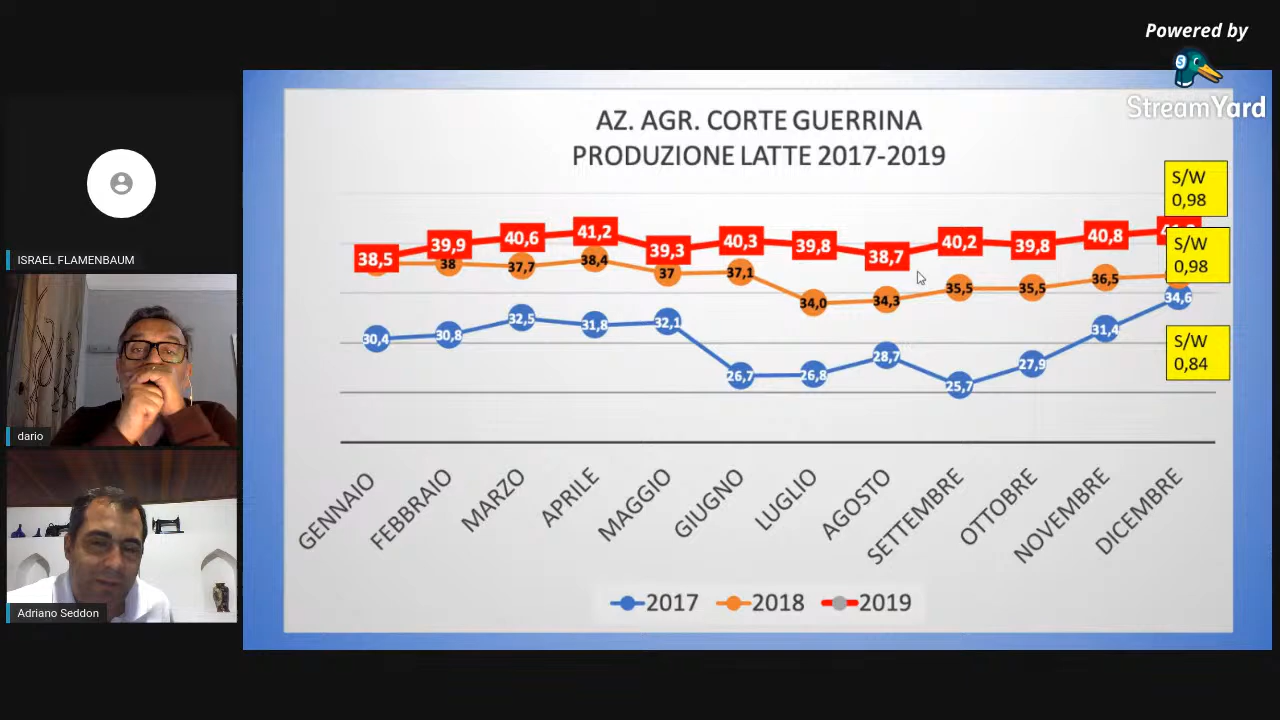 Powered by
StreamYard
AZ. AGR. CORTE GUERRINA
PRODUZIONE LATTE 2017-2019
S/W
0,98
S/W
0,98
S/W
0,84
38,5 39,9 40,6 41,2 39,3 40,3 39,8 38,7 40,2 39,8 40,8
38 37,7 38,4 37 37,1 34,0 34,3 35,5 35,5 36,5
30,4 30,8 32,5 31,8 32,1 26,7 26,8 28,7 25,7 27,9 31,4 34,6
GENNAIO FEBBRAIO MARZO APRILE MAGGIO GIUGNO LUGLIO AGOSTO SETTEMBRE OTTOBRE NOVEMBRE DICEMBRE
2017 2018 2019
ISRAEL FLAMENBAUM
dario
Adriano Seddon